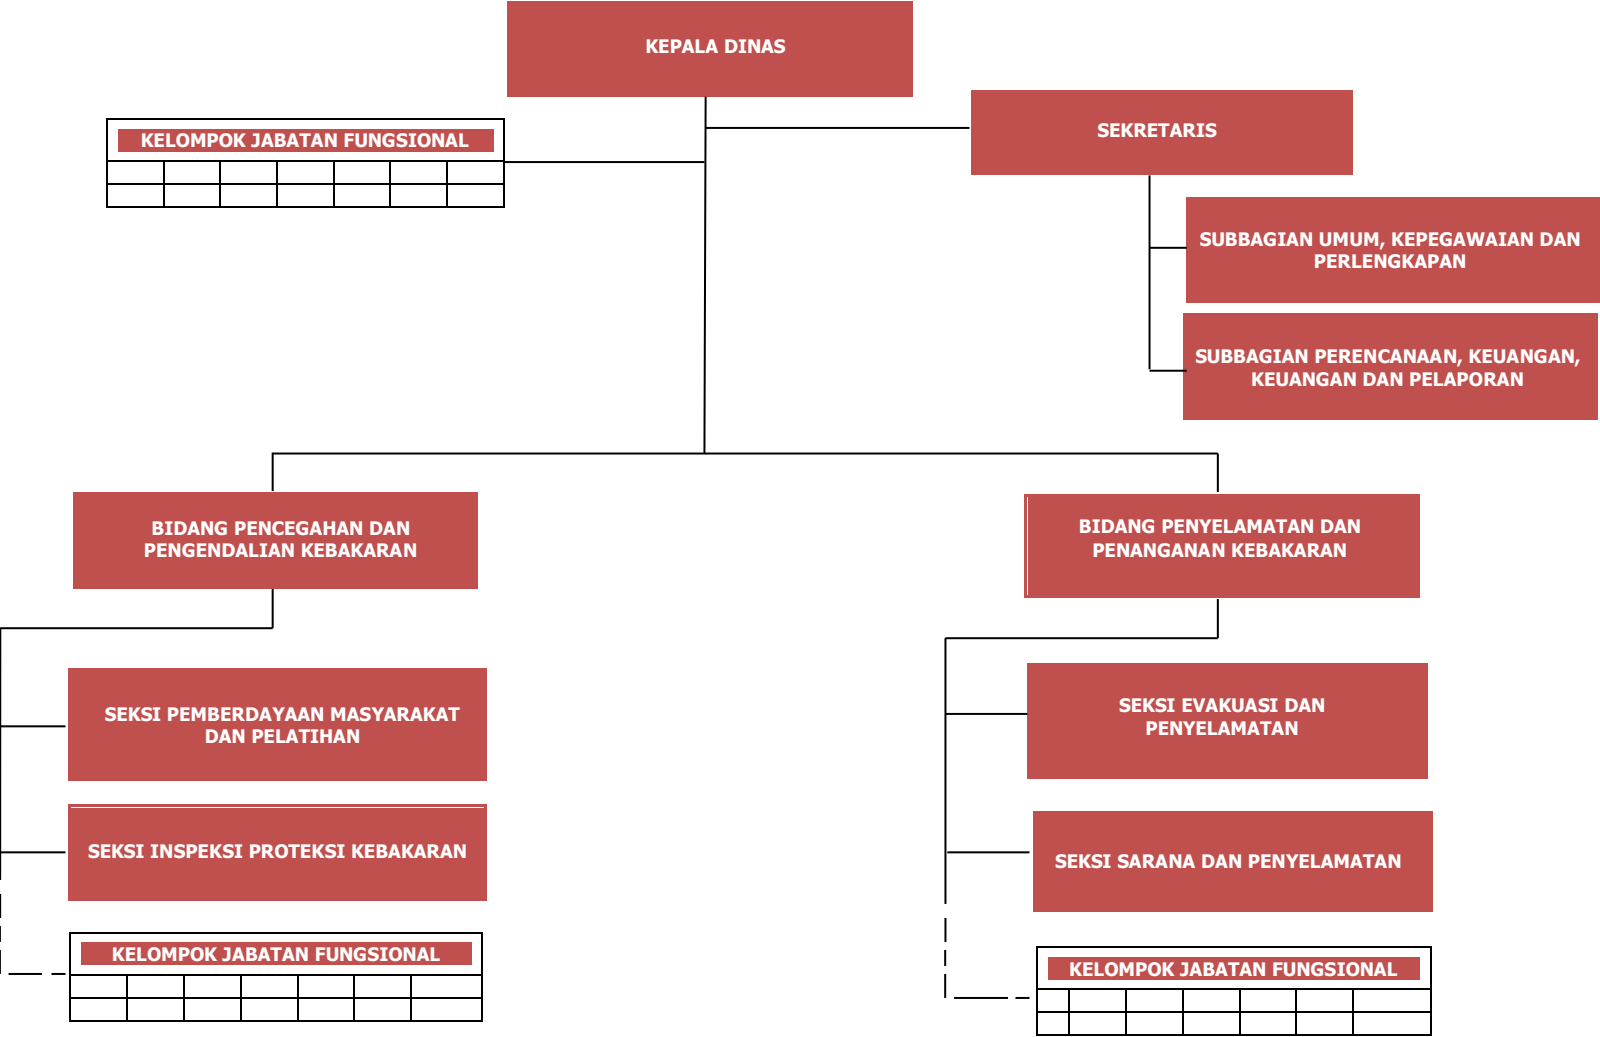 KEPALA DINAS
SEKRETARIS
KELOMPOK JABATAN FUNGSIONAL
SUBBAGIAN UMUM, KEPEGAWAIAN DAN
PERLENGKAPAN
SUBBAGIAN PERENCANAAN, KEUANGAN,
KEUANGAN DAN PELAPORAN
BIDANG PENCEGAHAN DAN
PENGENDALIAN KEBAKARAN
BIDANG PENYELAMATAN DAN
PENANGANAN KEBAKARAN
SEKSI PEMBERDAYAAN MASYARAKAT
DAN PELATIHAN
SEKSI INSPEKSI PROTEKSI KEBAKARAN
KELOMPOK JABATAN FUNGSIONAL
SEKSI EVAKUASI DAN
PENYELAMATAN
SEKSI SARANA DAN PENYELAMATAN
KELOMPOK JABATAN FUNGSIONAL